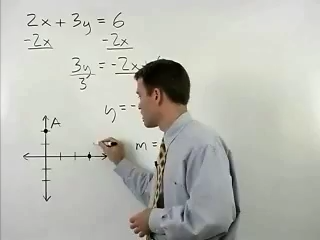 2x + 3y = 6
-2x -2x
3y = -2x
3
y = -
A
m =